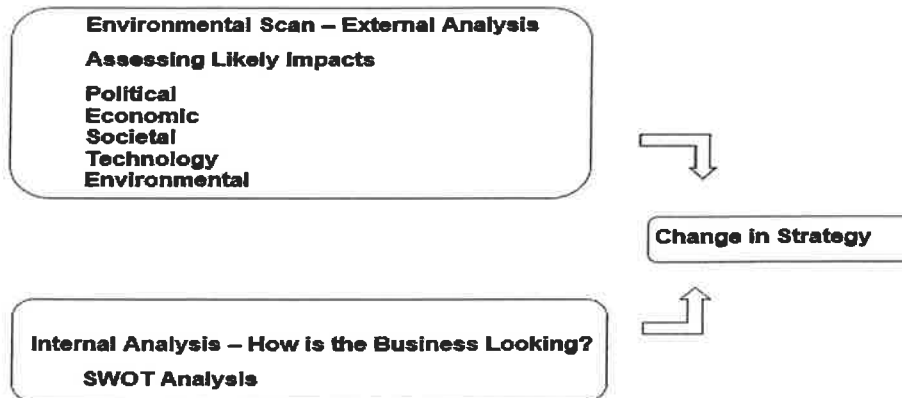 Environmental Scan – External Analysis
Assessing Likely Impacts
Political
Economic
Societal
Technology
Environmental
Change in Strategy
Internal Analysis – How is the Business Looking?
SWOT Analysis